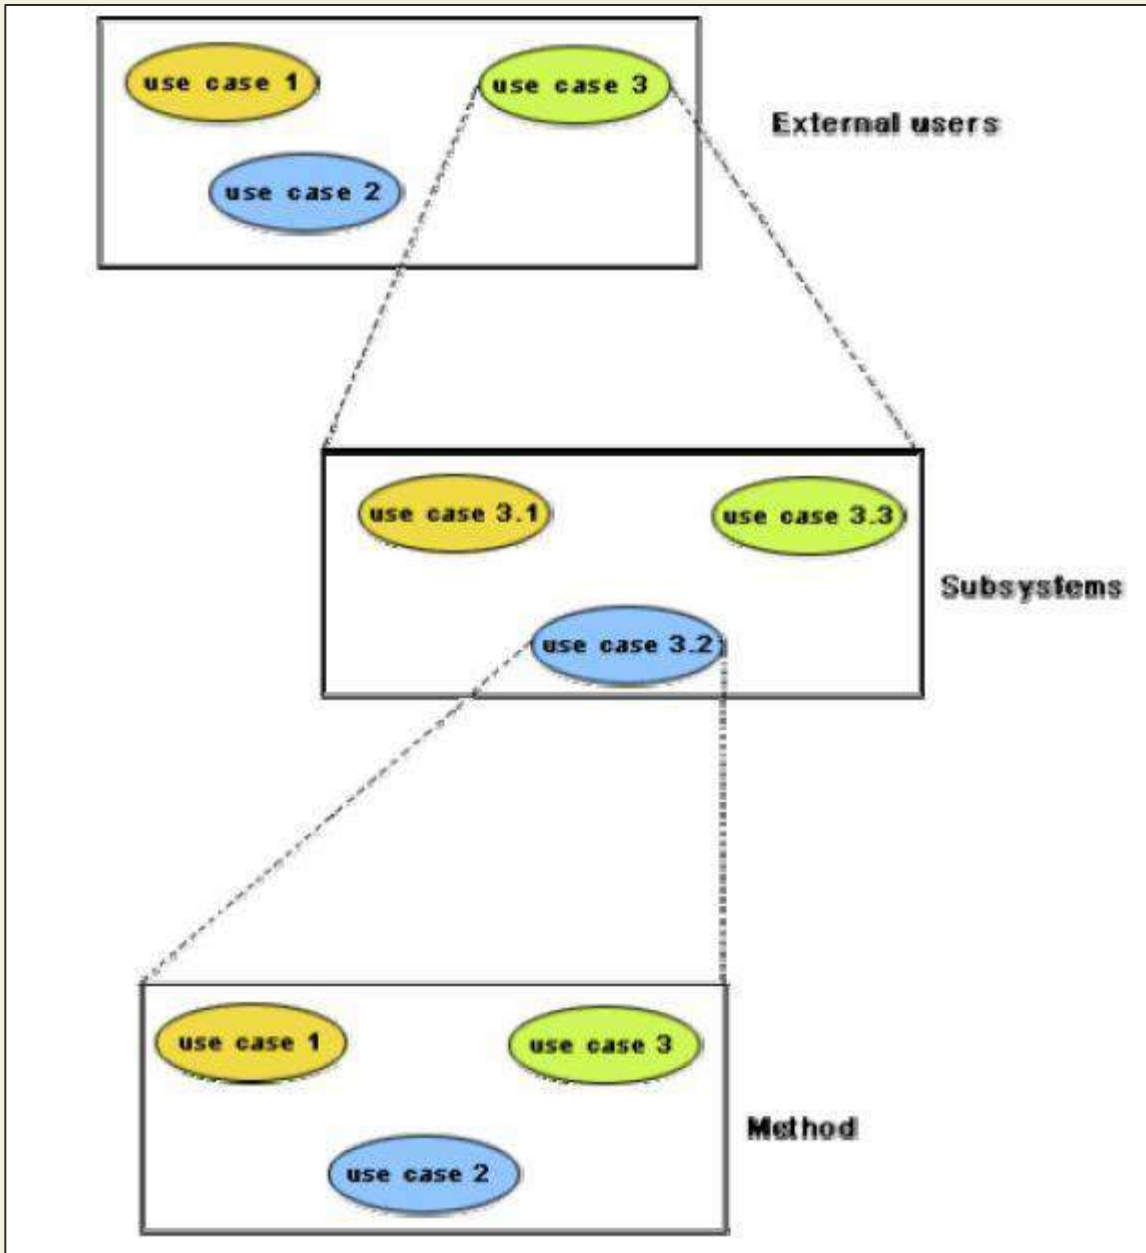 use case 1
use case 3
External users
use case 2
use case 3.1
use case 3.3
Subsystems
use case 3.2
use case 1
use case 3
Method
use case 2